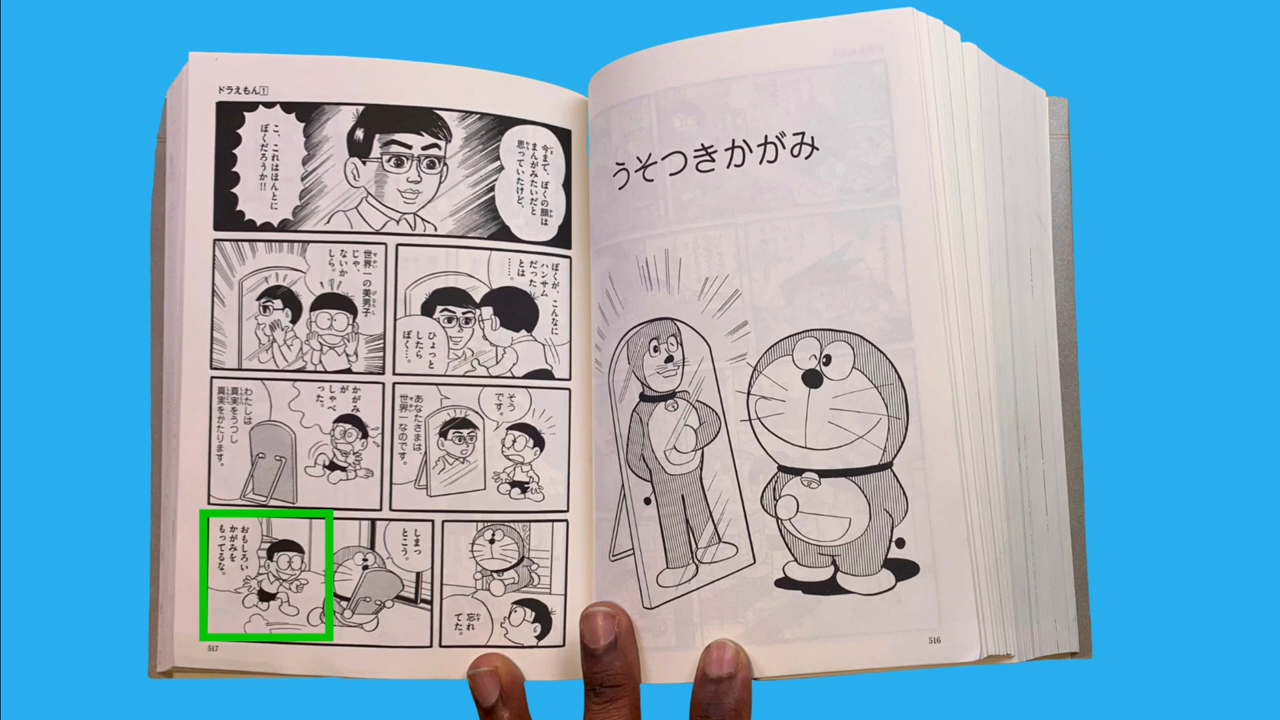 うそつきかがみ
516
ドラえもん1
今まで、ぼくの顔は
まんがみたいだと
思っていたけど、
こ、これはほんとに
ぼくだろうか!!
ぼくが、こんなに
ハンサム
だった
とは
……。
ひょっと
したら
ぼく…。
世界一の美男子
じゃ、
ないか
しら。
そう
です。
あなたさまは
世界一なのです。
かがみ
が
しゃべ
った。
わたしは
真実をうつし
真実をかたります。
忘れ
てた。
しまっ
とこう。
おもしろい
かがみを
もってるな。
517